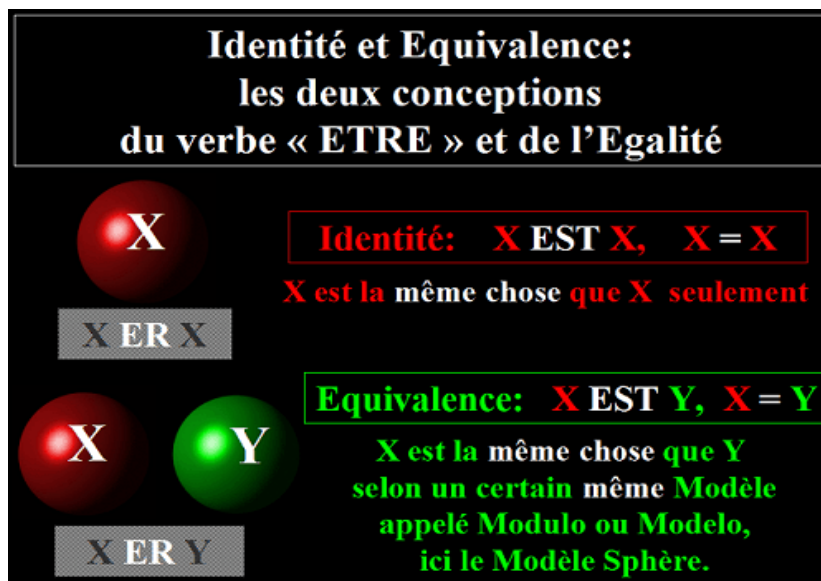 Identité et Equivalence:
les deux conceptions
du verbe « ETRE » et de l'Egalité
X
Identité: X EST X, X = X
X est la même chose que X seulement
X ER X
X
Y
Equivalence: X EST Y, X = Y
X est la même chose que Y
selon un certain même Modèle
appelé Modulo ou Modelo,
ici le Modèle Sphère.
X ER Y